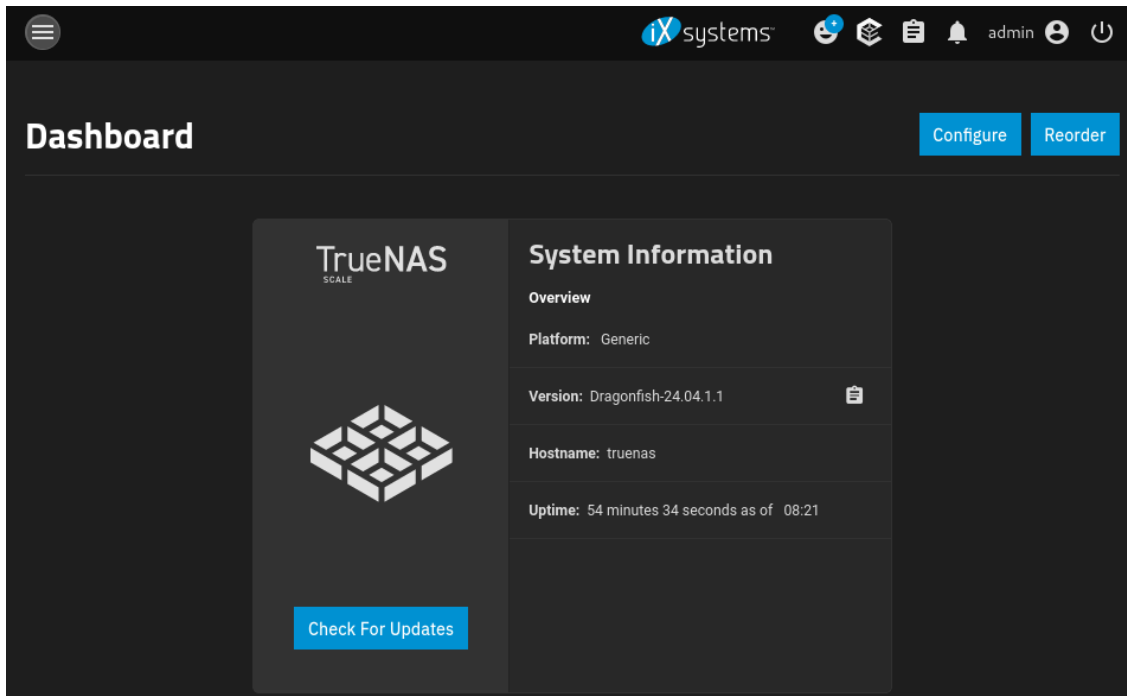 iXsystems
admin
Dashboard
Configure
Reorder
TrueNAS
SCALE
Check For Updates
System Information
Overview
Platform: Generic
Version: Dragonfish-24.04.1.1
Hostname: truenas
Uptime: 54 minutes 34 seconds as of 08:21